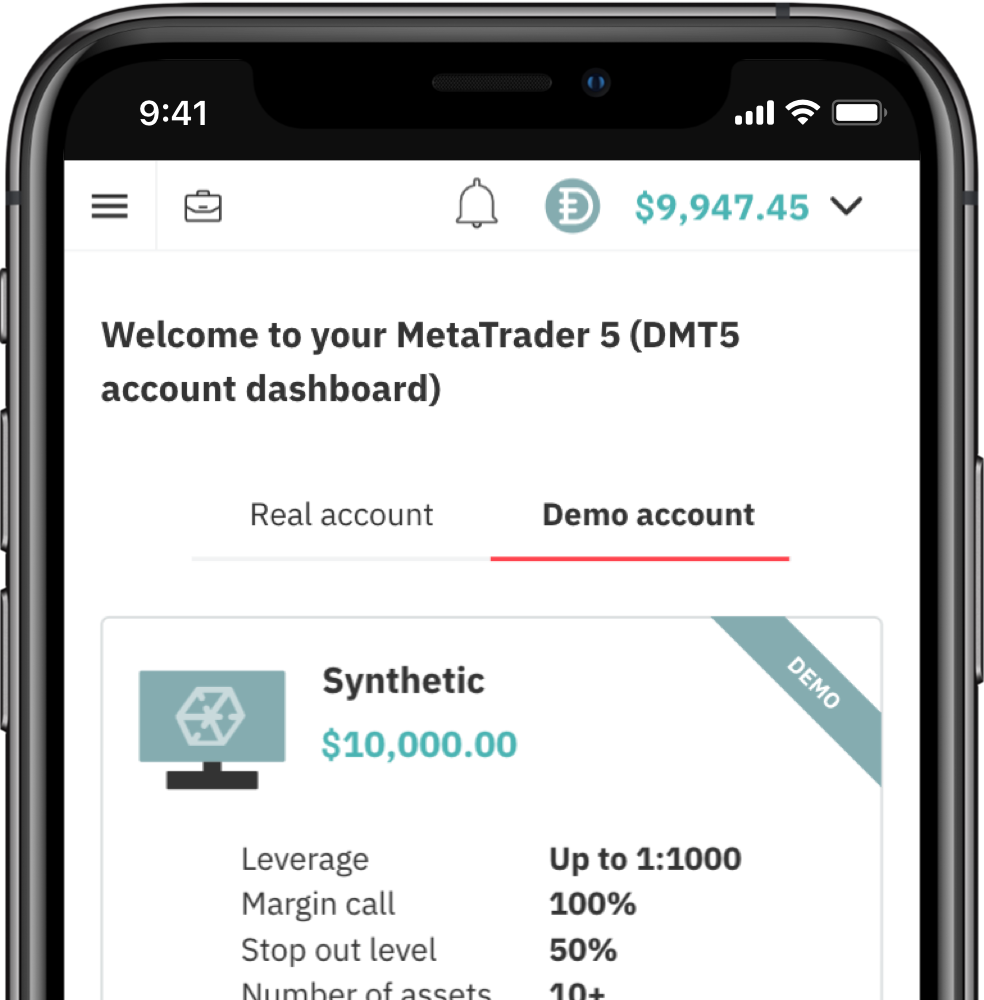 9:41
$9,947.45
Welcome to your MetaTrader 5 (DMT5
account dashboard)
Real account Demo account
DEMO
Synthetic
$10,000.00
Leverage Up to 1:1000
Margin call 100%
Stop out level 50%
Number of assets 10+